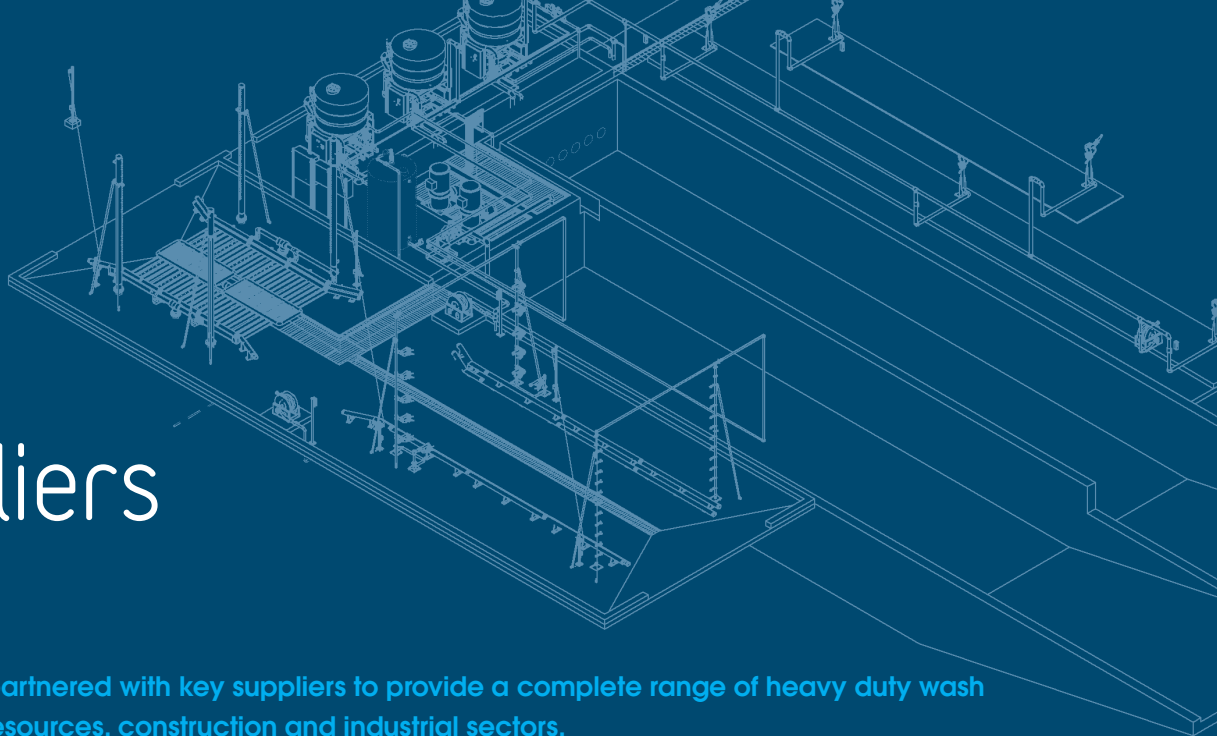 liers
artnered with key suppliers to provide a complete range of heavy duty wash
esources, construction and industrial sectors.